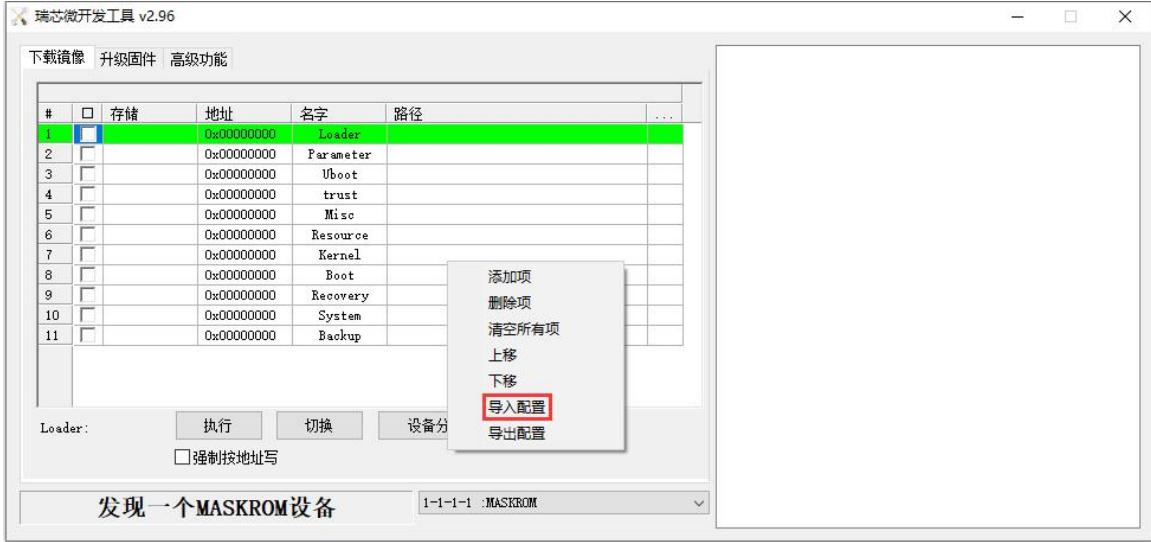 瑞芯微开发工具 v2.96
下载镜像 升级固件 高级功能
# 存储 地址 名字 路径 ...
1 0x00000000 Loader
2 0x00000000 Parameter
3 0x00000000 Uboot
4 0x00000000 trust
5 0x00000000 Misc
6 0x00000000 Resource
7 0x00000000 Kernel
8 0x00000000 Boot
9 0x00000000 Recovery
10 0x00000000 System
11 0x00000000 Backup
添加项
删除项
清空所有项
上移
下移
导入配置
导出配置
Loader: 执行 切换 设备分
强制按地址写
发现一个MASKROM设备 1-1-1-1 :MASKROM